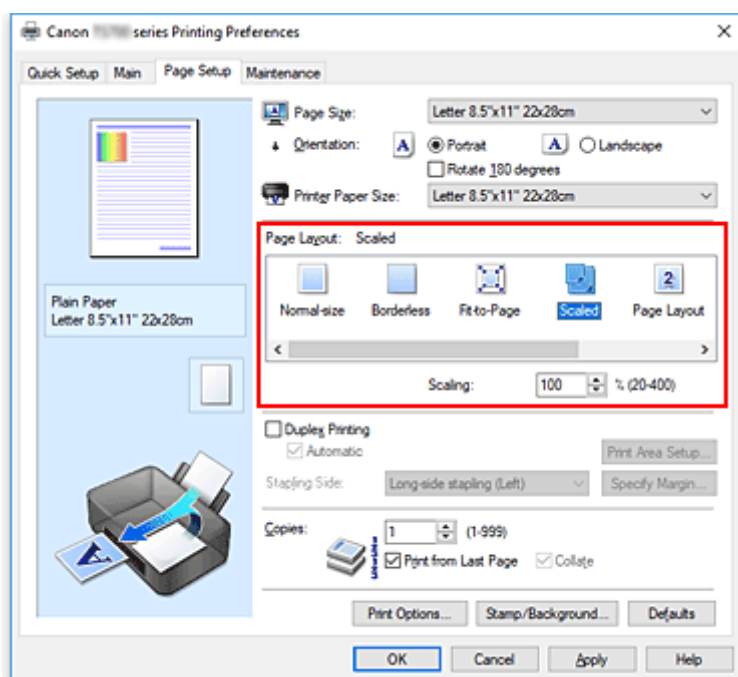 Canon series Printing Preferences
Quick Setup Main Page Setup Maintenance
Page Size: Letter 8.5"x11" 22x28cm
Orientation: A Portrait A Landscape
Rotate 180 degrees
Printer Paper Size: Letter 8.5"x11" 22x28cm
Page Layout: Scaled
Normal-size Borderless Fit-to-Page Scaled Page Layout
Scaling: 100 % (20-400)
Plain Paper
Letter 8.5"x11" 22x28cm
Duplex Printing
Automatic Print Area Setup...
Stapling Side: Long-side stapling (Left) Specify Margin...
Copies: 1 (1-999)
Print from Last Page Collate
Print Options... Stamp/Background... Defaults
OK Cancel Apply Help